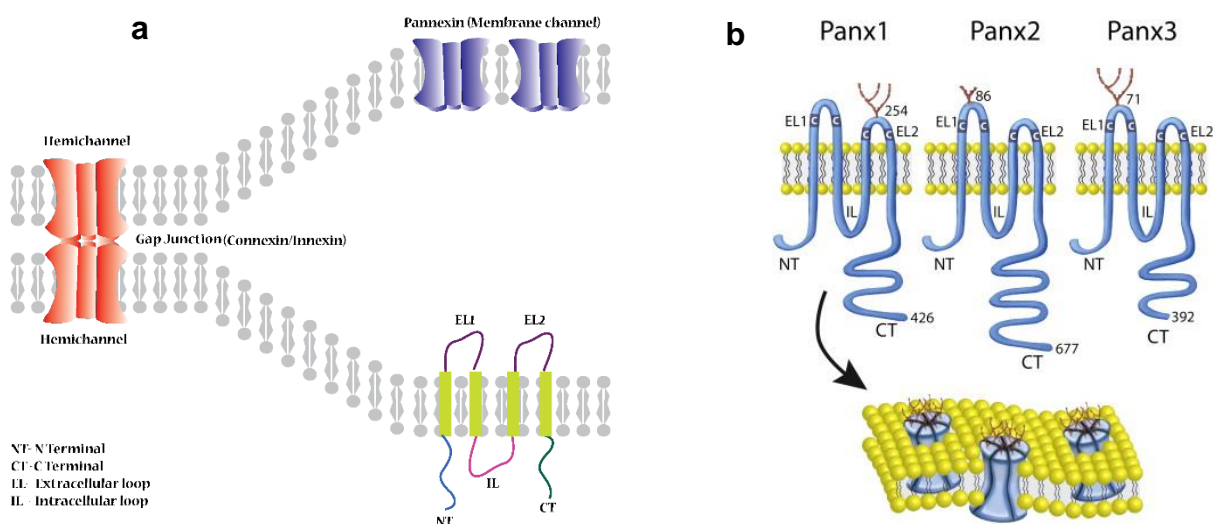 a
Pannexin (Membrane channel)
Hemichannel
Gap Junction (Connexin/Innexin)
Hemichannel
EL1
EL2
IL
NT
CT
NT- N Terminal
CT -C Terminal
EL- Extracellular loop
IL - Intracellular loop
b
Panx1
Panx2
Panx3
254
86
71
EL1
C
C
C
C
EL2
EL1
C
C
C
C
EL2
EL1
C
C
C
C
EL2
IL
IL
IL
NT
NT
NT
426
CT
677
CT
392
CT